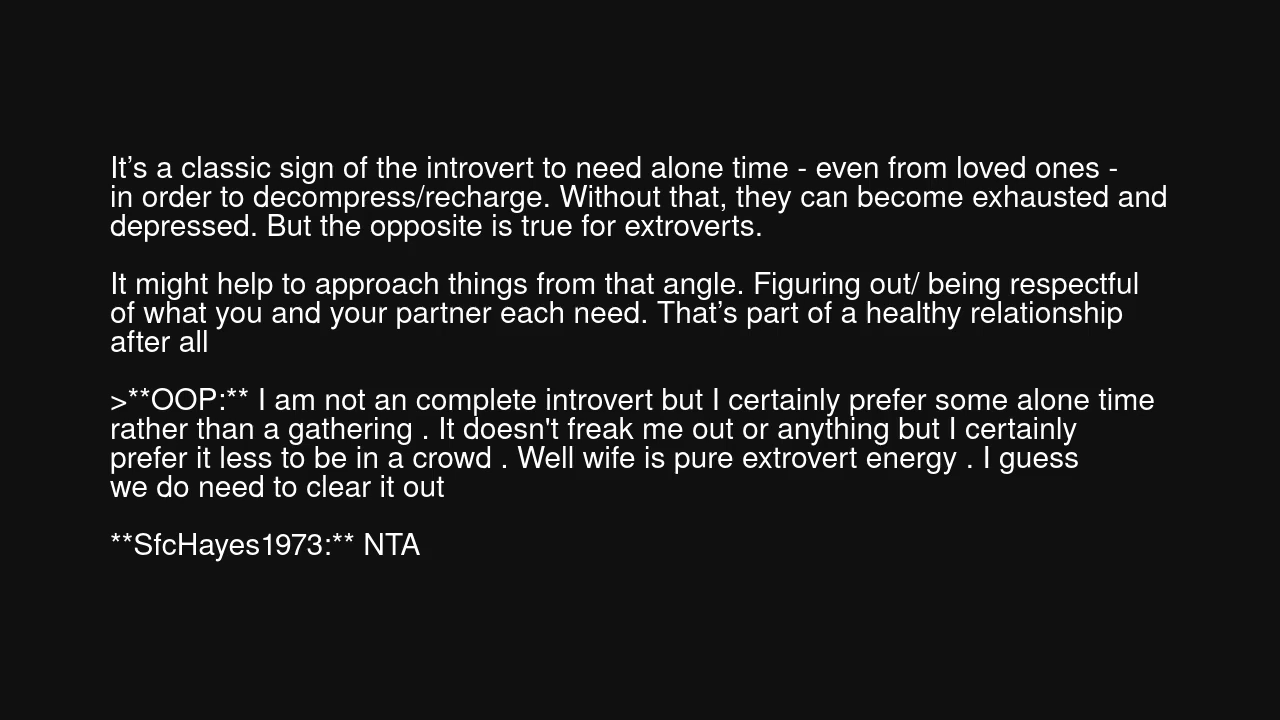 It’s a classic sign of the introvert to need alone time - even from loved ones -
in order to decompress/recharge. Without that, they can become exhausted and
depressed. But the opposite is true for extroverts.
It might help to approach things from that angle. Figuring out/ being respectful
of what you and your partner each need. That’s part of a healthy relationship
after all
>**OOP:** I am not an complete introvert but I certainly prefer some alone time
rather than a gathering . It doesn't freak me out or anything but I certainly
prefer it less to be in a crowd . Well wife is pure extrovert energy . I guess
we do need to clear it out
**SfcHayes1973:** NTA